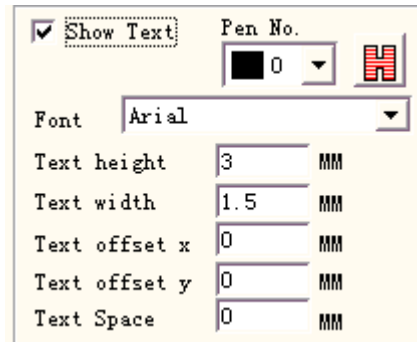 Show Text Pen No.
0
Font Arial
Text height 3 MM
Text width 1.5 MM
Text offset x 0 MM
Text offset y 0 MM
Text Space 0 MM